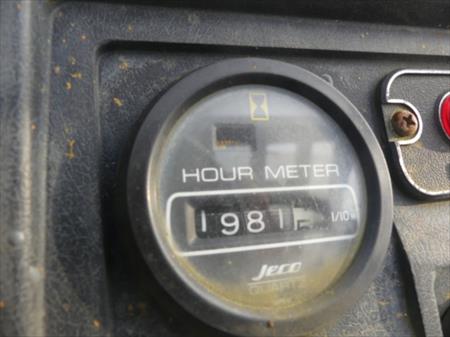 HOUR METER
1981 1/10
Jeco
QUARTZ